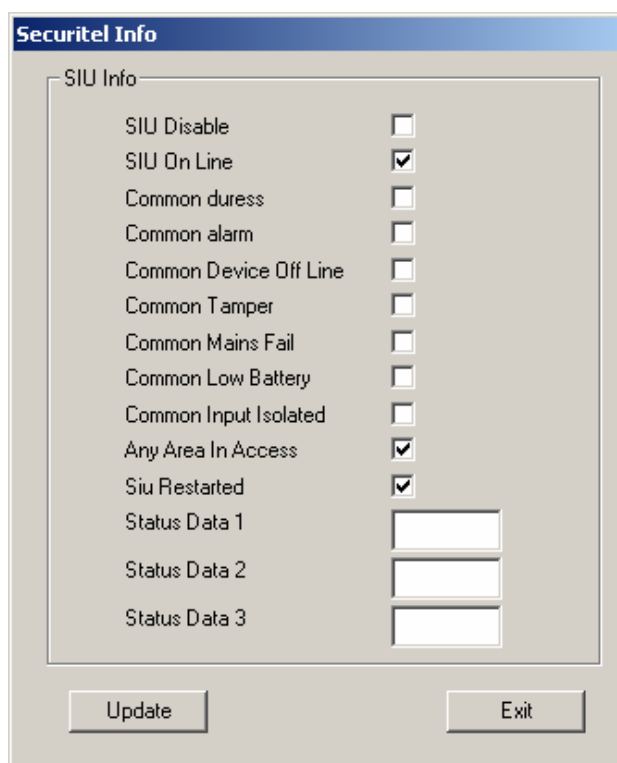 Securitel Info
SIU Info
SIU Disable
SIU On Line
Common duress
Common alarm
Common Device Off Line
Common Tamper
Common Mains Fail
Common Low Battery
Common Input Isolated
Any Area In Access
Siu Restarted
Status Data 1
Status Data 2
Status Data 3
Update Exit